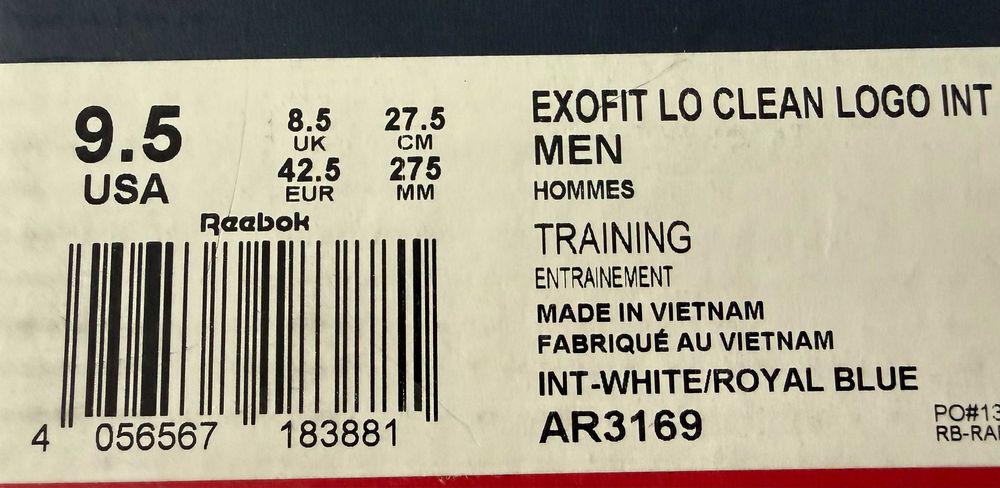 9.5
USA
8.5
UK
42.5
EUR
27.5
CM
275
MM
Reebok
4 056567 183881
EXOFIT LO CLEAN LOGO INT
MEN
HOMMES
TRAINING
ENTRAINEMENT
MADE IN VIETNAM
FABRIQUÉ AU VIETNAM
INT-WHITE/ROYAL BLUE
AR3169
PO#13